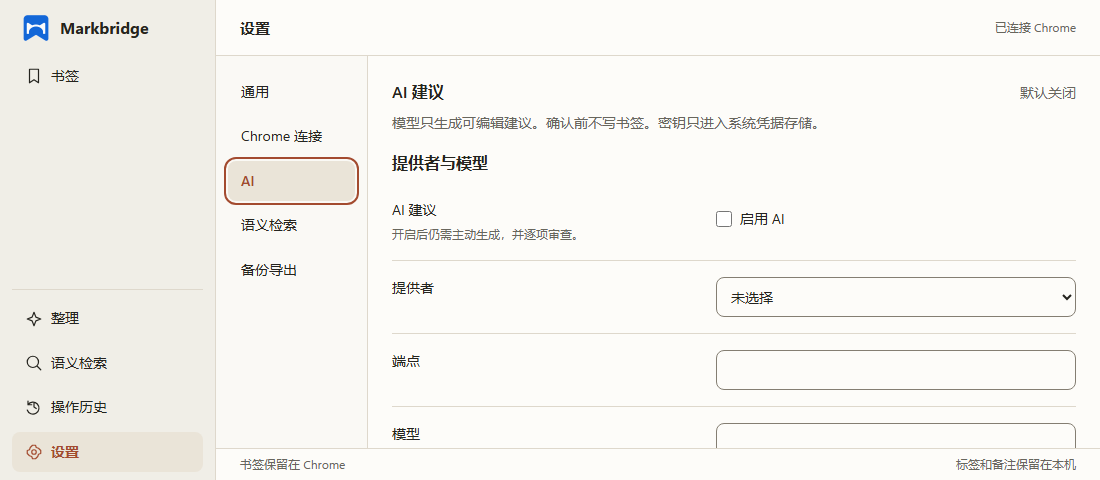 Markbridge
书签
整理
语义检索
操作历史
设置
设置
已连接 Chrome
通用
Chrome 连接
AI
语义检索
备份导出
AI 建议
默认关闭
模型只生成可编辑建议。确认前不写书签。密钥只进入系统凭据存储。
提供者与模型
AI 建议
开启后仍需主动生成，并逐项审查。
启用 AI
提供者
未选择
端点
模型
书签保留在 Chrome
标签和备注保留在本机